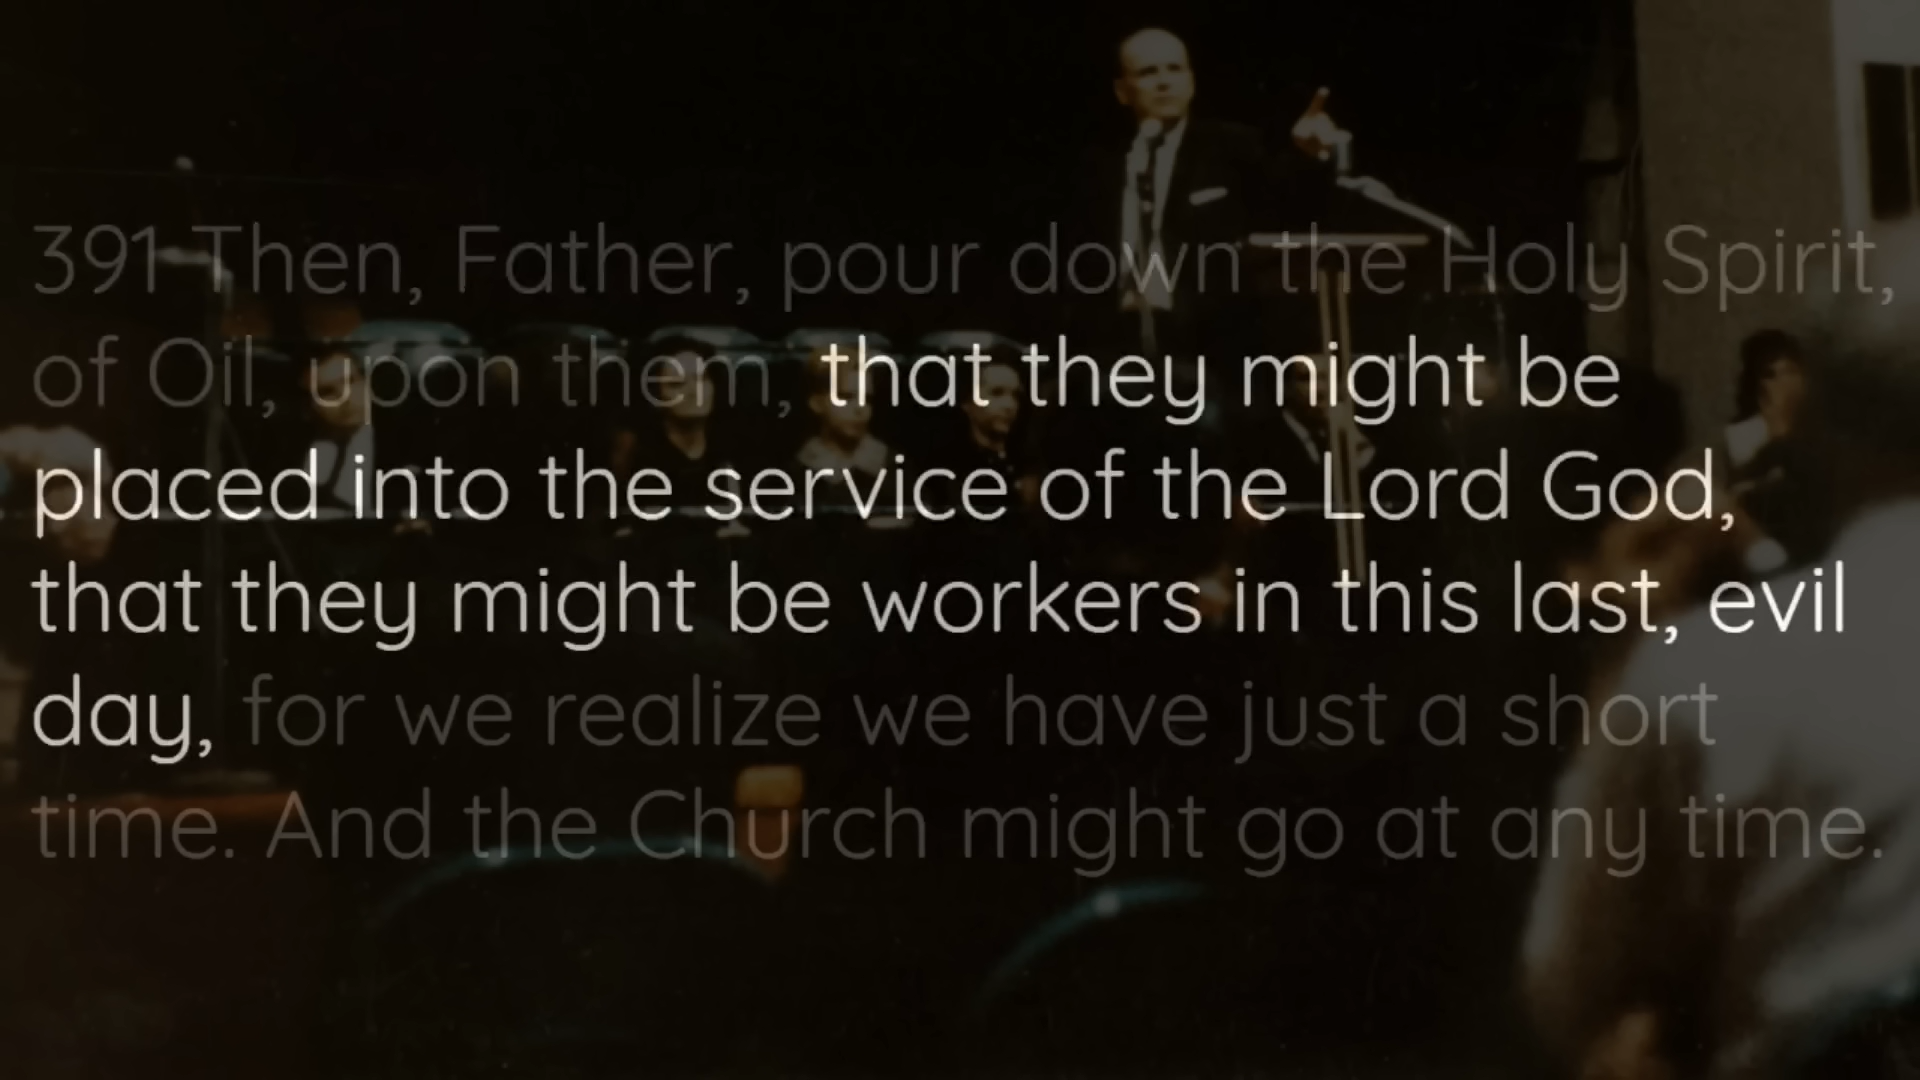 391 Then, Father, pour down the Holy Spirit,
of Oil, upon them, that they might be
placed into the service of the Lord God,
that they might be workers in this last, evil
day, for we realize we have just a short
time. And the Church might go at any time.